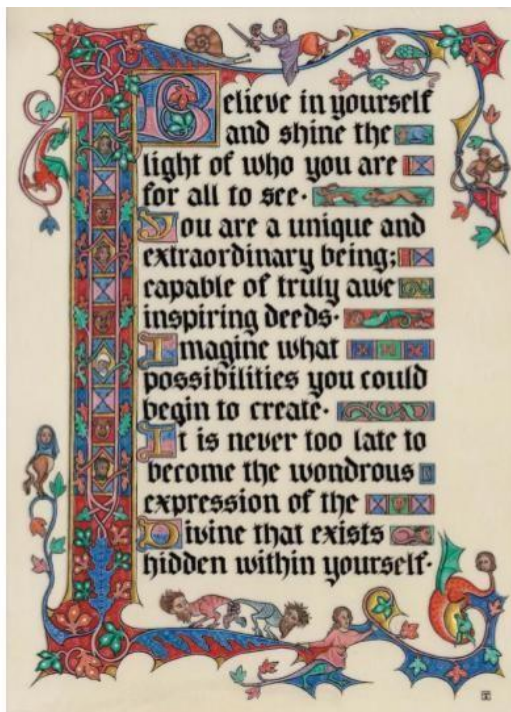 Believe in yourself
and shine the
light of who you are
for all to see.
You are a unique and
extraordinary being;
capable of truly awe
inspiring deeds.
Imagine what
possibilities you could
begin to create.
It is never too late to
become the wondrous
expression of the
Divine that exists
hidden within yourself.